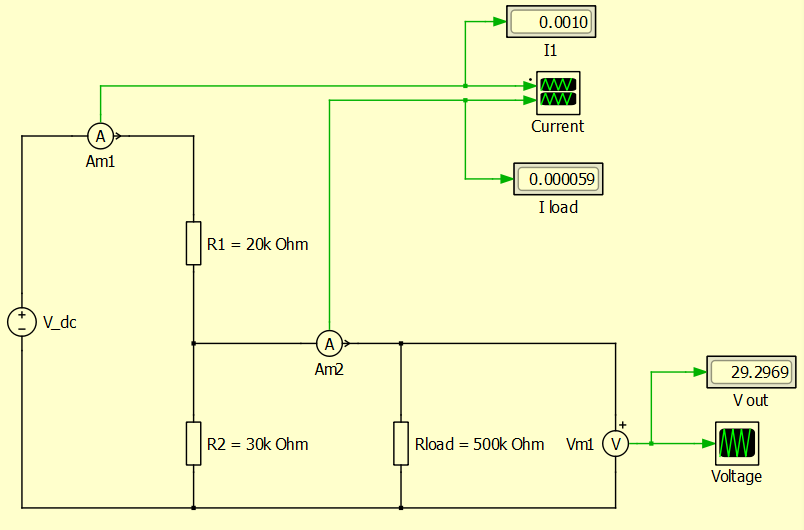 0.0010
I1
Current
A
Am1
0.000059
I load
R1 = 20k Ohm
V_dc
A
Am2
29.2969
V out
R2 = 30k Ohm
Rload = 500k Ohm
Vm1
V
Voltage